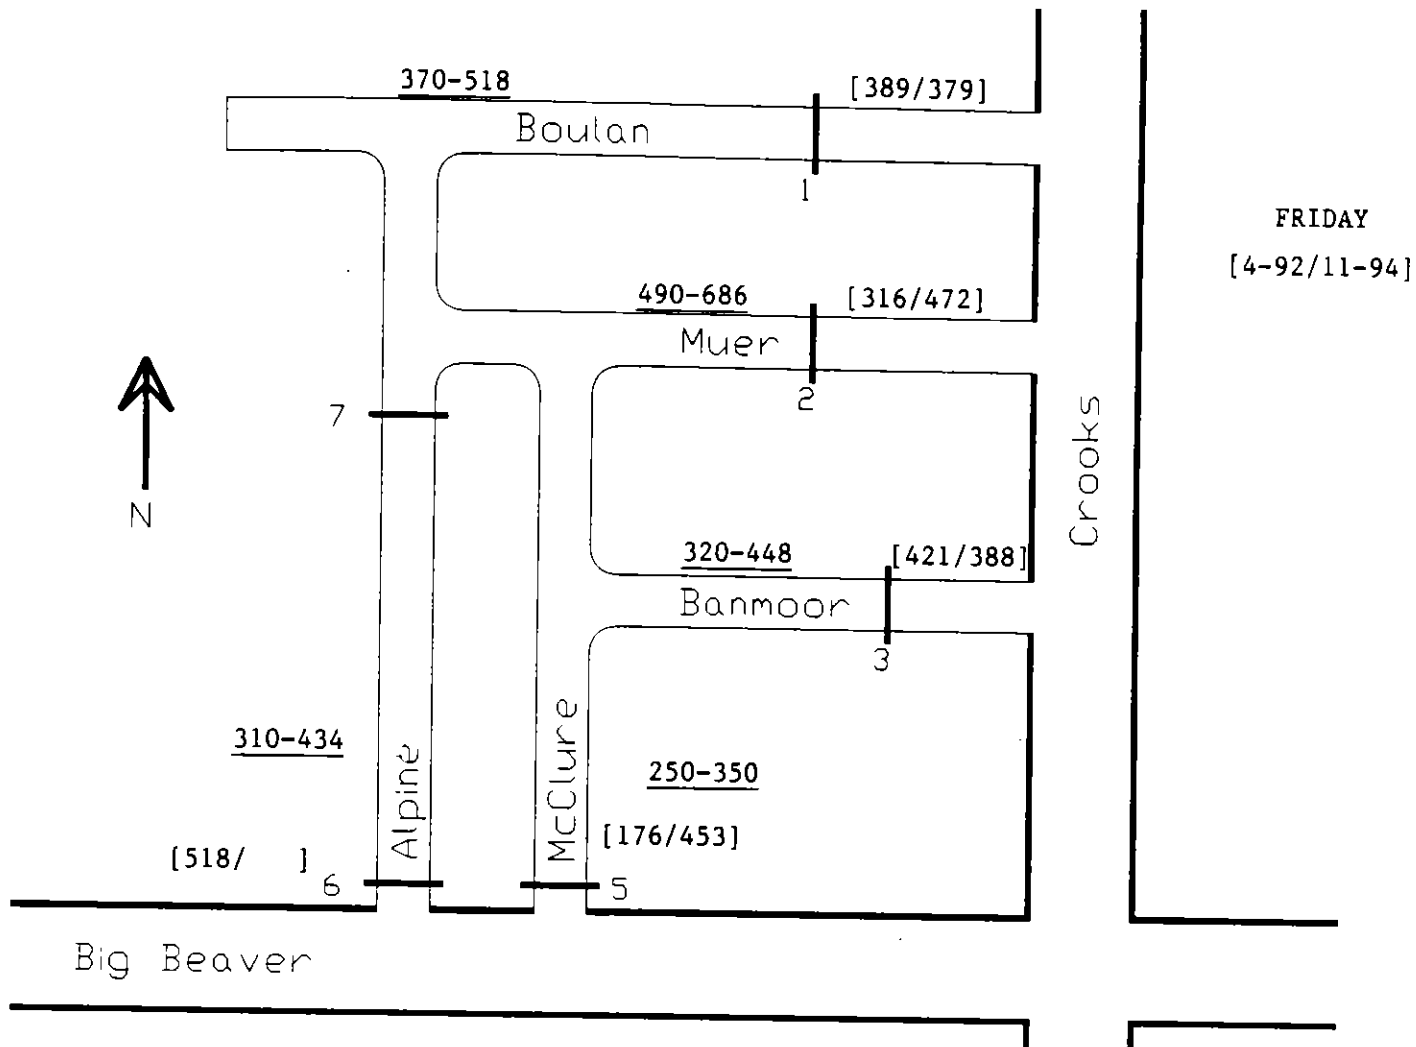 370-518
[389/379]
Boulan
1
FRIDAY
[4-92/11-94]
490-686
[316/472]
Muer
2
7
N
Crooks
320-448
[421/388]
Banmoor
3
310-434
Alpine
McClure
250-350
[176/453]
[518/    ]
6
5
Big Beaver